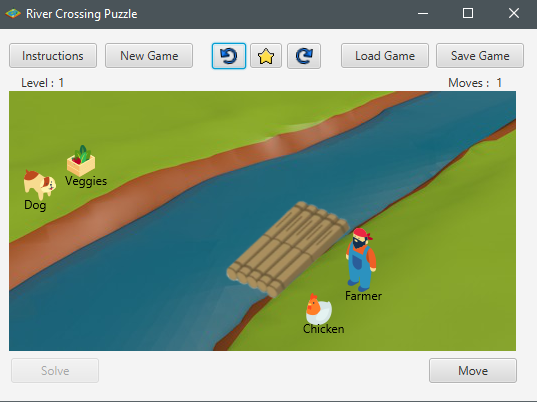 River Crossing Puzzle
Instructions
New Game
Load Game
Save Game
Level : 1
Moves : 1
Veggies
Dog
Farmer
Chicken
Solve
Move